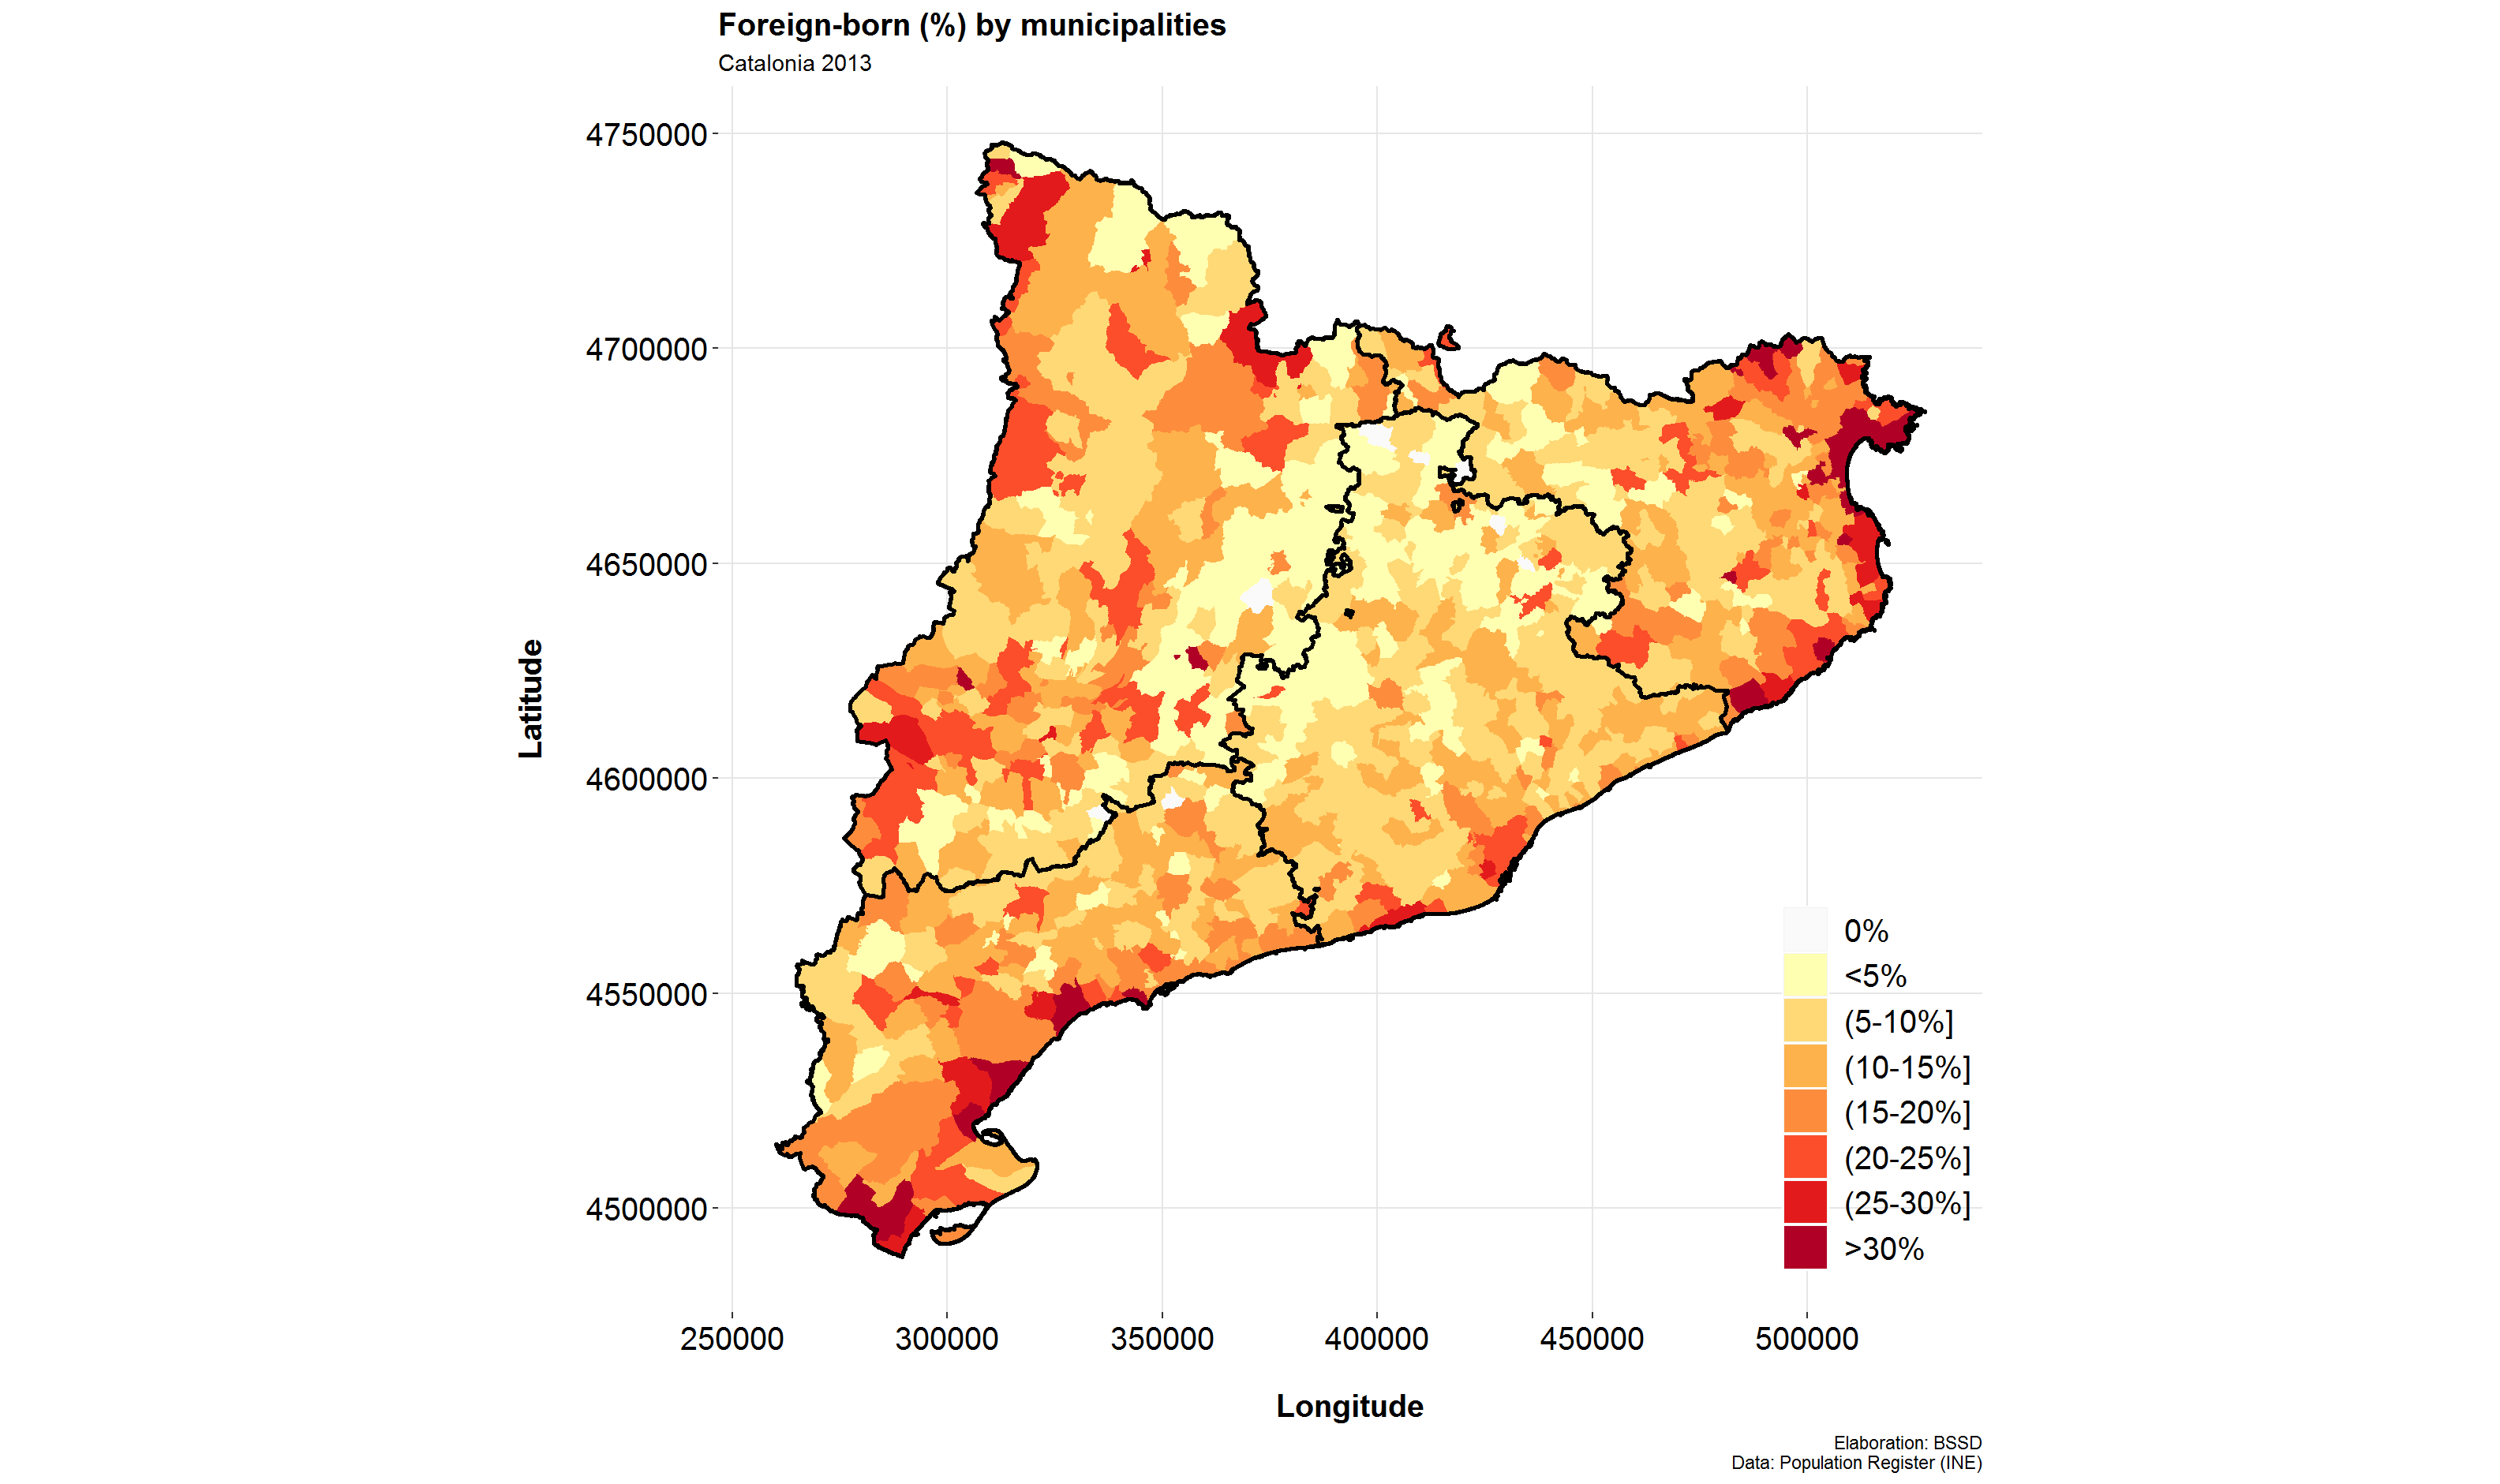 Foreign-born (%) by municipalities
Catalonia 2013
4750000
4700000
4650000
4600000
4550000
4500000
Latitude
0%
<5%
(5-10%]
(10-15%]
(15-20%]
(20-25%]
(25-30%]
>30%
250000 300000 350000 400000 450000 500000
Longitude
Elaboration: BSSD
Data: Population Register (INE)